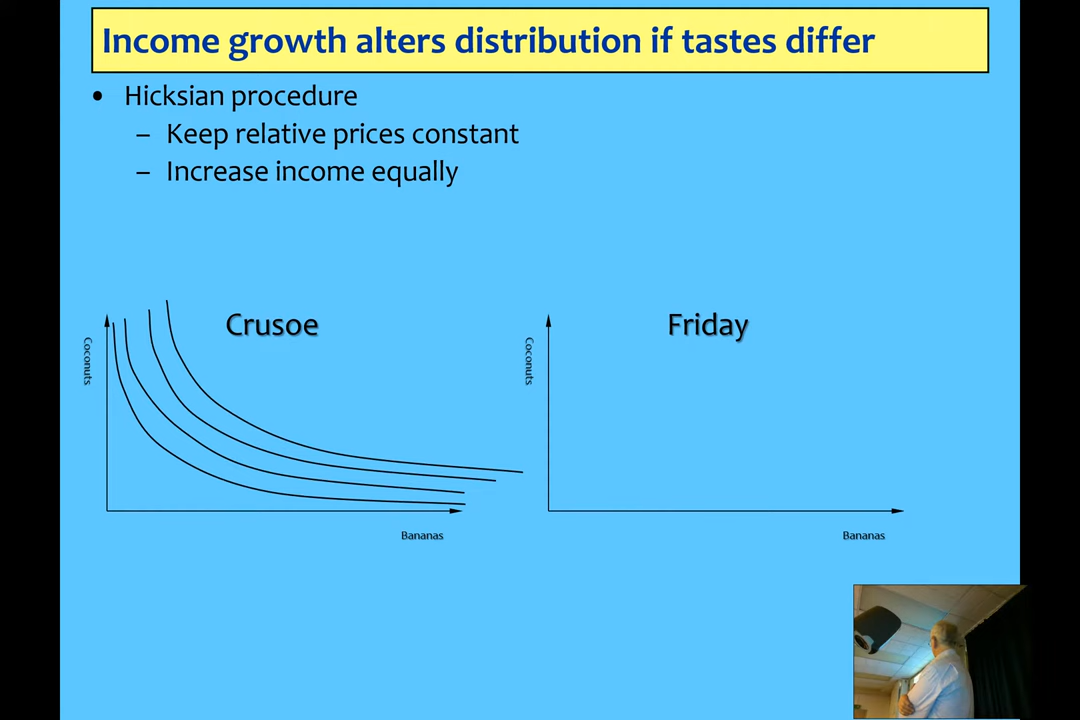 Income growth alters distribution if tastes differ
• Hicksian procedure
– Keep relative prices constant
– Increase income equally
Crusoe
Coconuts
Bananas
Friday
Coconuts
Bananas